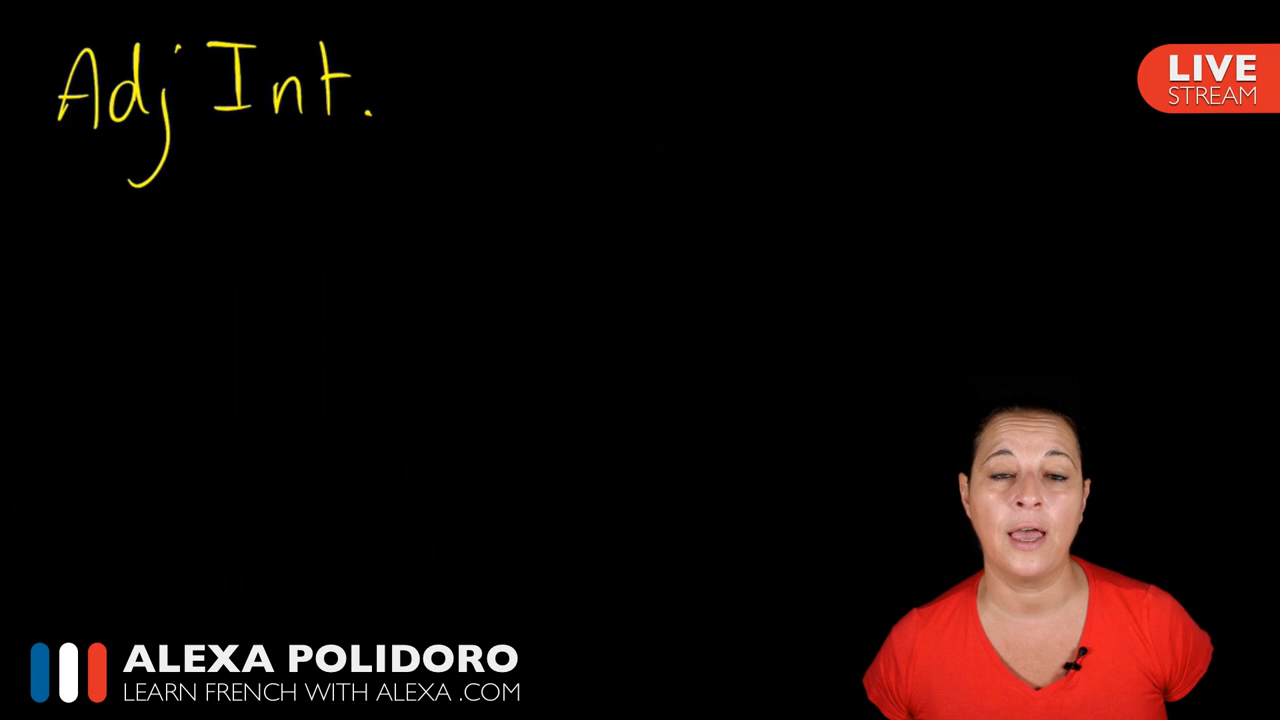 Adj Int.
LIVE
STREAM
ALEXA POLIDORO
LEARN FRENCH WITH ALEXA .COM